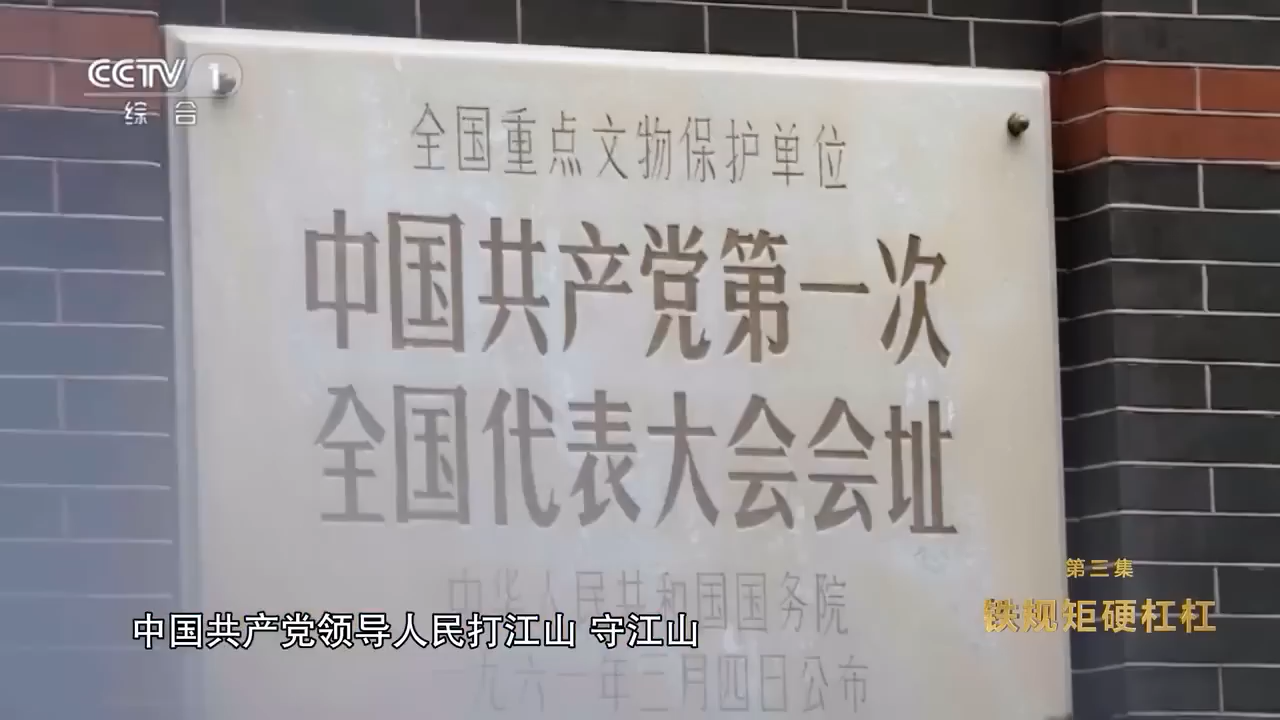 CCTV 1
综合
全国重点文物保护单位
中国共产党第一次
全国代表大会会址
中华人民共和国国务院
一九六一年三月四日公布
第三集
铁规矩硬杠杠
中国共产党领导人民打江山 守江山